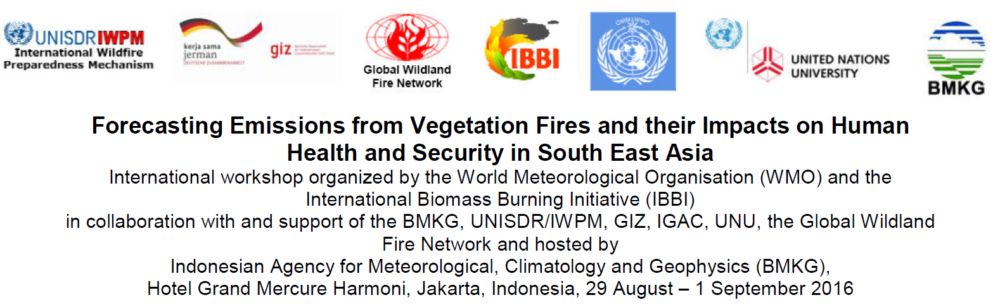 UNISDR IWPM
International Wildfire
Preparedness Mechanism
kerja sama
jerman
DEUTSCHE ZUSAMMENARBEIT
giz
Global Wildland
Fire Network
IBBI
OMM WMO
UNITED NATIONS
UNIVERSITY
BMKG
Forecasting Emissions from Vegetation Fires and their Impacts on Human
Health and Security in South East Asia
International workshop organized by the World Meteorological Organisation (WMO) and the
International Biomass Burning Initiative (IBBI)
in collaboration with and support of the BMKG, UNISDR/IWPM, GIZ, IGAC, UNU, the Global Wildland
Fire Network and hosted by
Indonesian Agency for Meteorological, Climatology and Geophysics (BMKG),
Hotel Grand Mercure Harmoni, Jakarta, Indonesia, 29 August – 1 September 2016